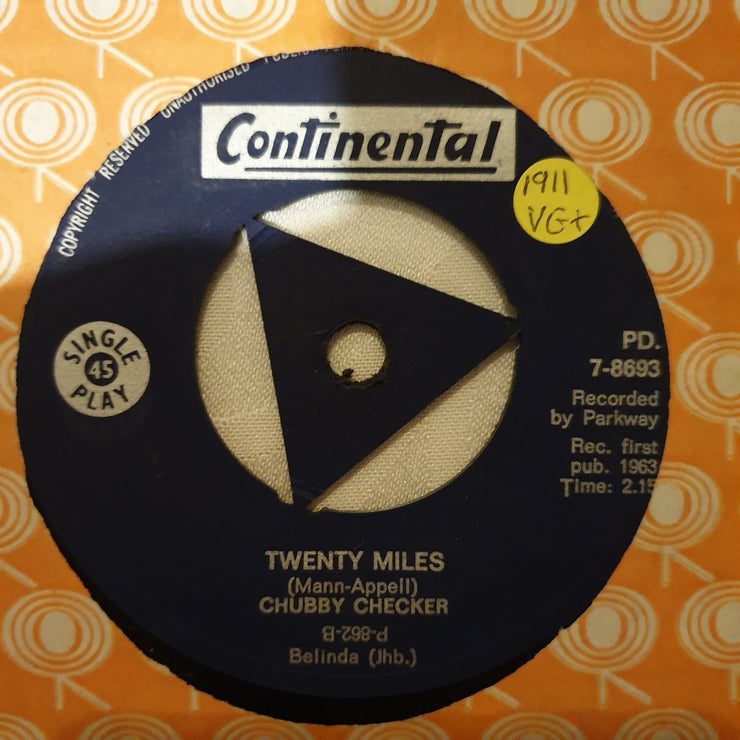 COPYRIGHT RESERVED UNAUTHORISED
Continental
1911
VG+
SINGLE
45
PLAY
PD.
7-8693
Recorded
by Parkway
Rec. first
pub. 1963
Time: 2.15
TWENTY MILES
(Mann-Appell)
CHUBBY CHECKER
P-862-B
Belinda (Jhb.)